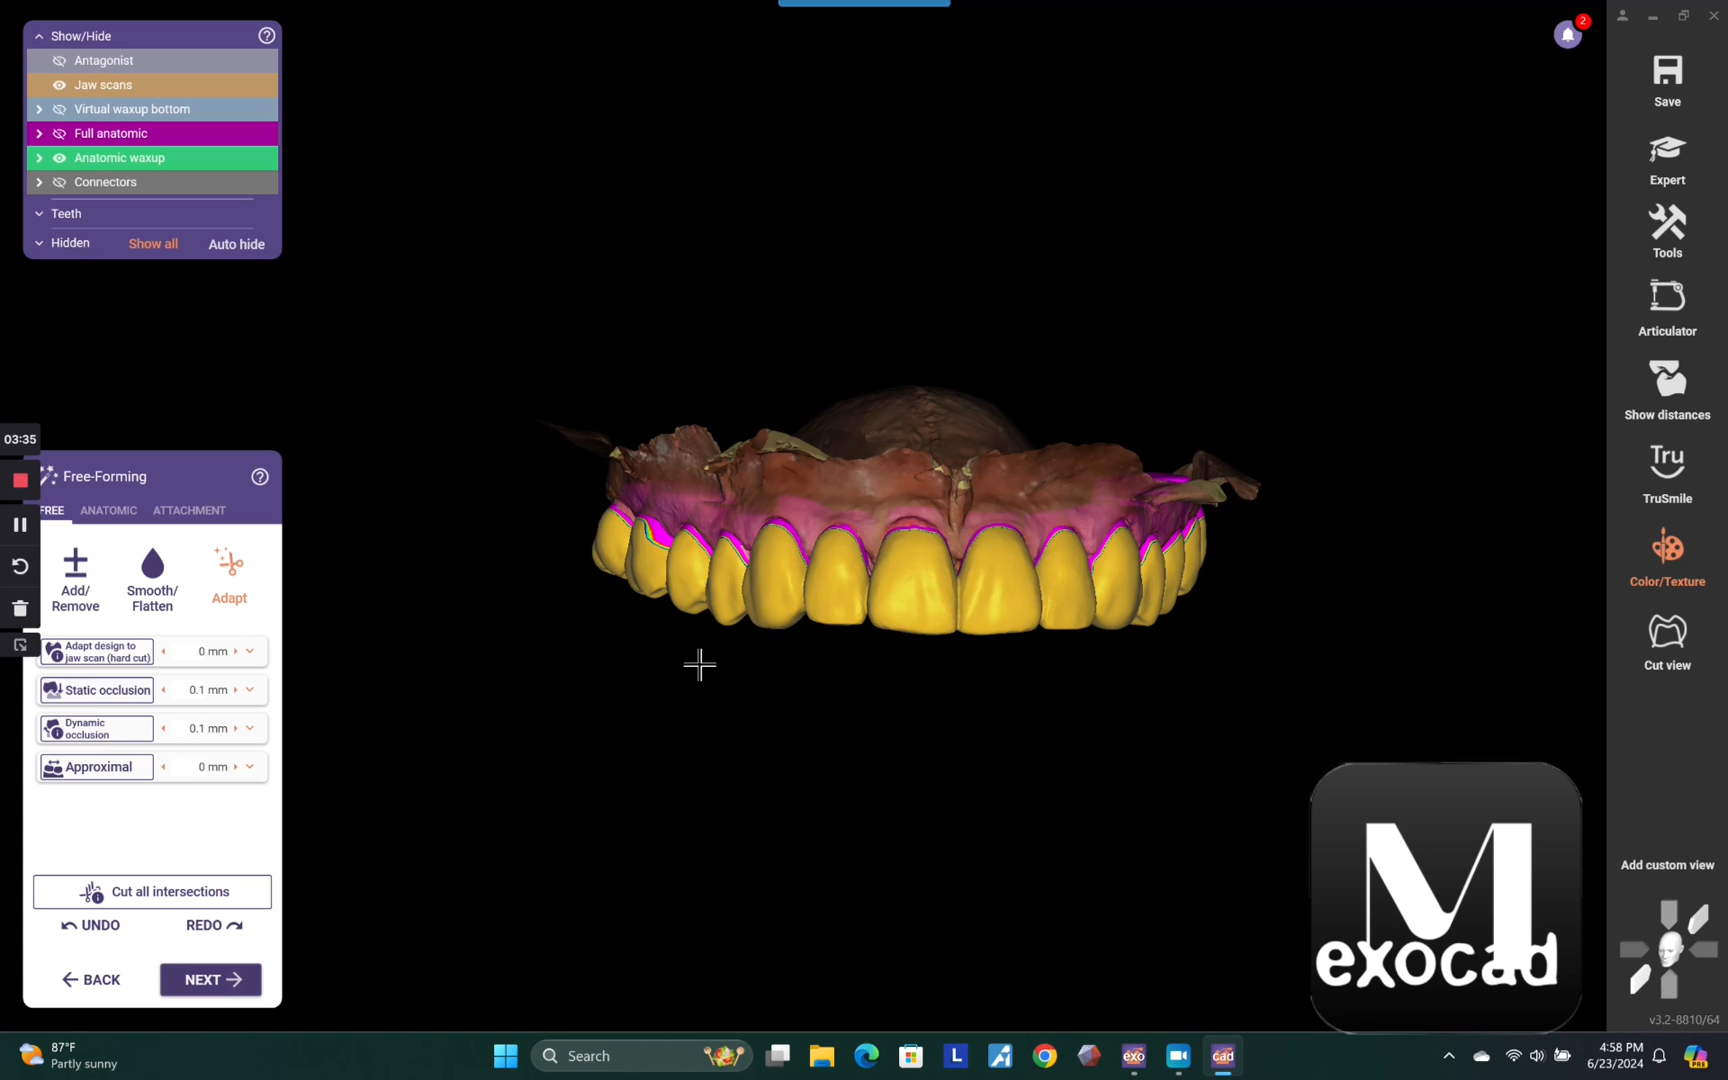 Show/Hide
Antagonist
Jaw scans
Virtual waxup bottom
Full anatomic
Anatomic waxup
Connectors
Teeth
Hidden Show all Auto hide
2
Save
Expert
Tools
Articulator
Show distances
Tru
TruSmile
Color/Texture
Cut view
Add custom view
v3.2-8810/64
03:35
Free-Forming
FREE ANATOMIC ATTACHMENT
Add/
Remove
Smooth/
Flatten
Adapt
Adapt design to
jaw scan (hard cut)
0 mm
Static occlusion 0.1 mm
Dynamic
occlusion
0.1 mm
Approximal 0 mm
Cut all intersections
UNDO REDO
BACK NEXT
M
exocad
87°F
Partly sunny
Search
L
exo
cad
4:58 PM
6/23/2024
PRE